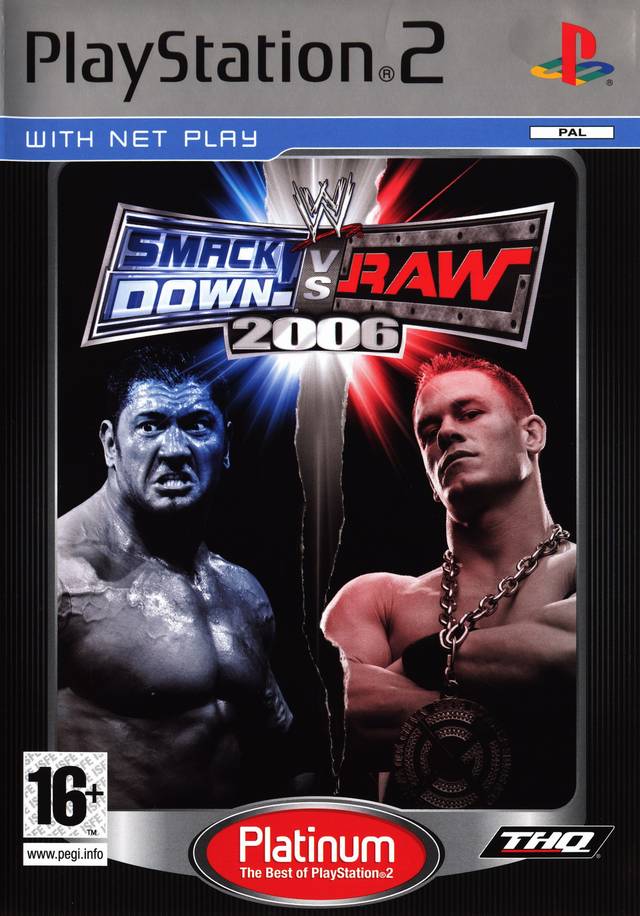 PlayStation®2
WITH NET PLAY
PAL
W
SMACK
DOWN!
VS
RAW
2006
16+
TM
www.pegi.info
Platinum
The Best of PlayStation®2
THQ®